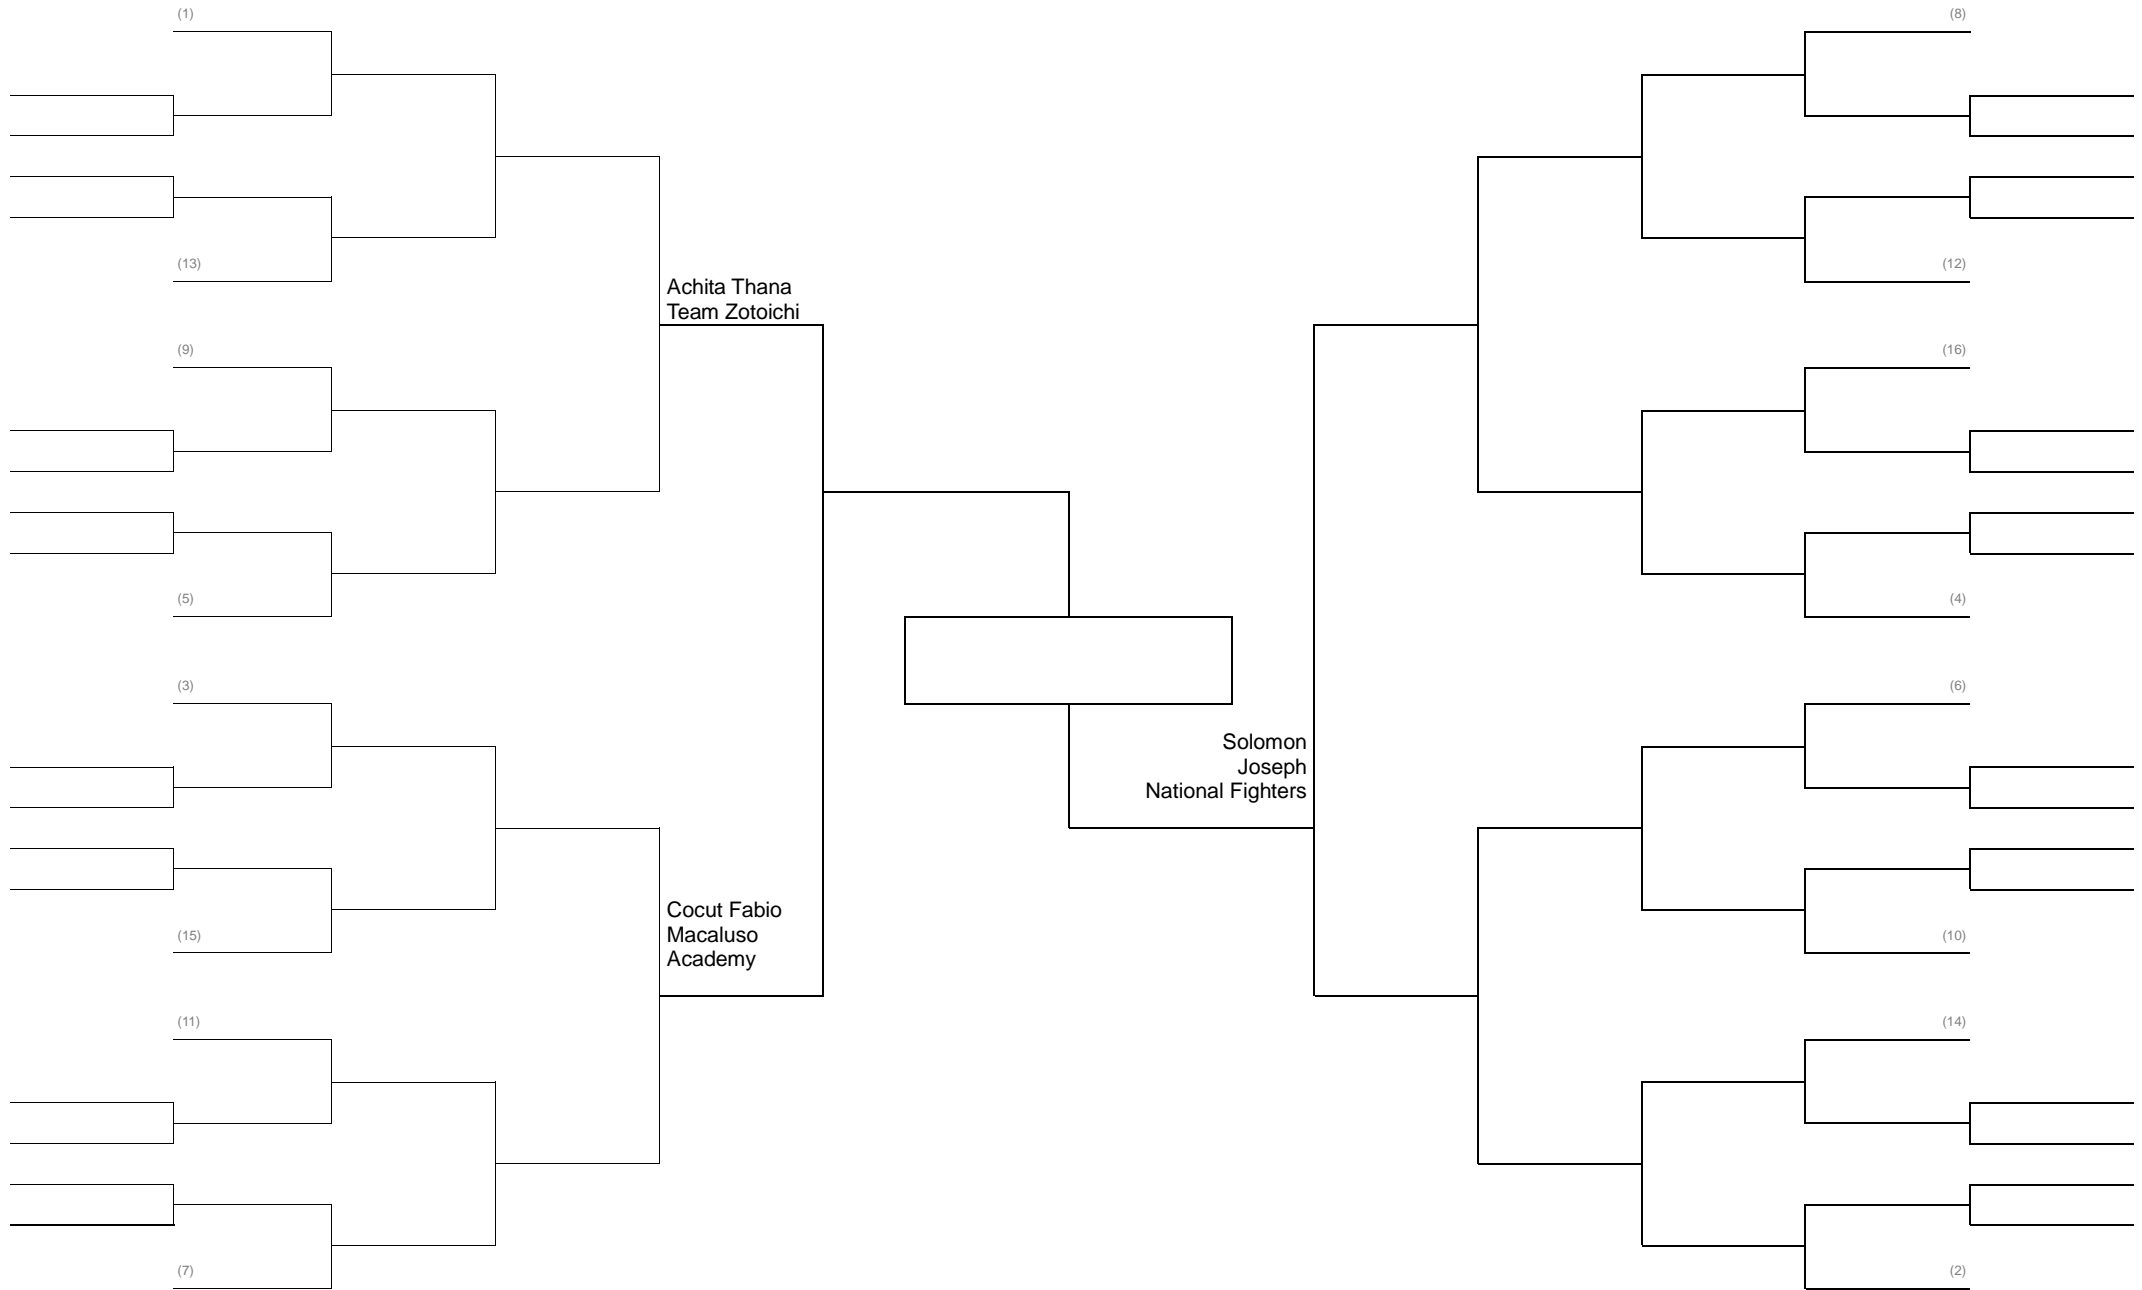 (1)
(8)
(13)
(12)
Achita Thana
Team Zotoichi
(9)
(16)
(5)
(4)
(3)
(6)
Solomon
Joseph
National Fighters
Cocut Fabio
Macaluso
Academy
(15)
(10)
(11)
(14)
(7)
(2)